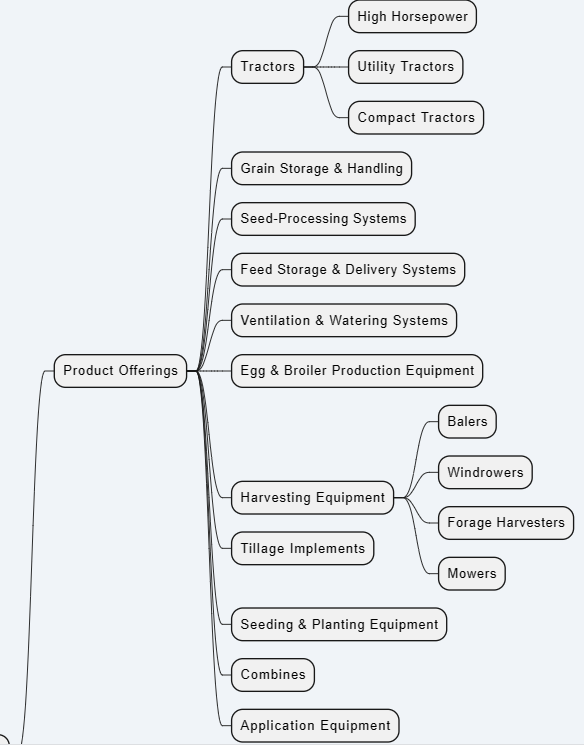 High Horsepower
Tractors
Utility Tractors
Compact Tractors
Grain Storage & Handling
Seed-Processing Systems
Feed Storage & Delivery Systems
Ventilation & Watering Systems
Product Offerings
Egg & Broiler Production Equipment
Balers
Windrowers
Harvesting Equipment
Forage Harvesters
Mowers
Tillage Implements
Seeding & Planting Equipment
Combines
Application Equipment